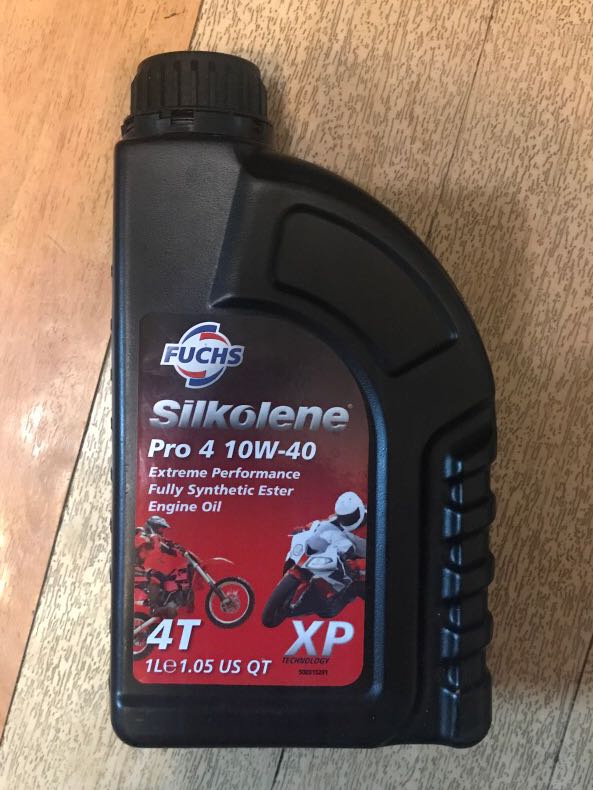 FUCHS
Silkolene®
Pro 4 10W-40
Extreme Performance
Fully Synthetic Ester
Engine Oil
4T
XP
TECHNOLOGY
1L℮1.05 US QT